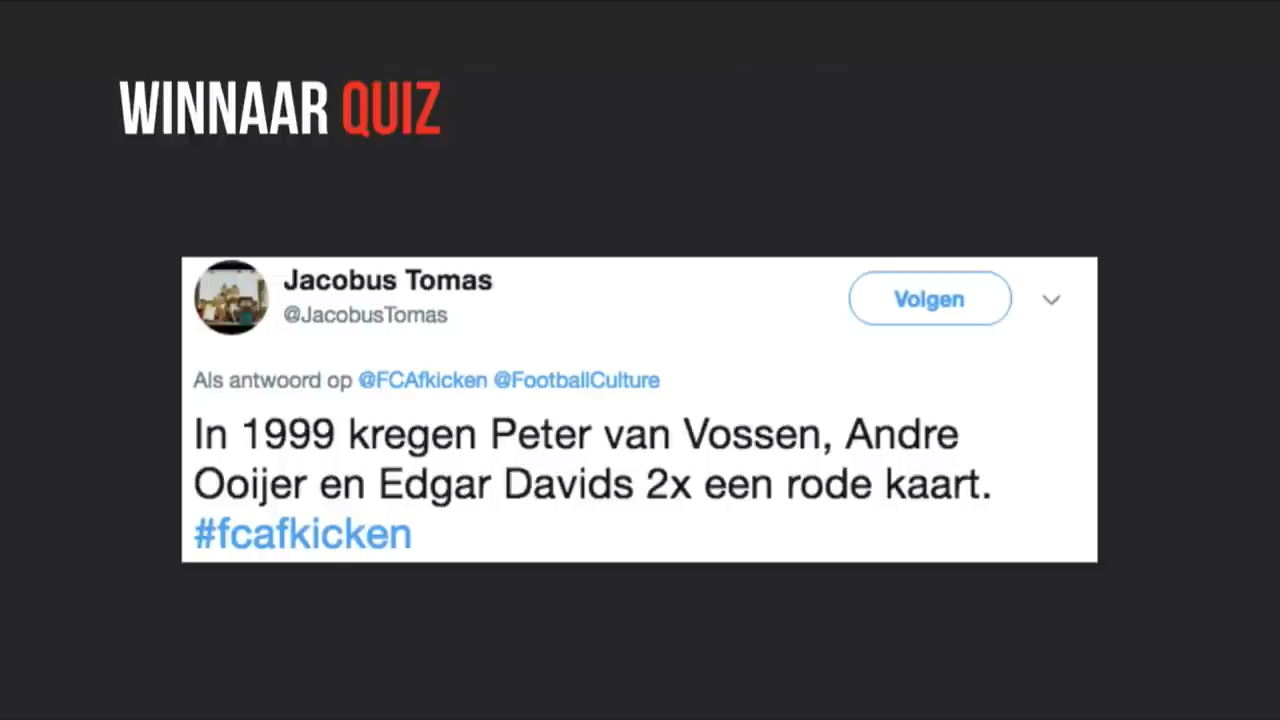 WINNAAR QUIZ
Jacobus Tomas
@JacobusTomas
Volgen
Als antwoord op @FCAfkicken @FootballCulture
In 1999 kregen Peter van Vossen, Andre
Ooijer en Edgar Davids 2x een rode kaart.
#fcafkicken